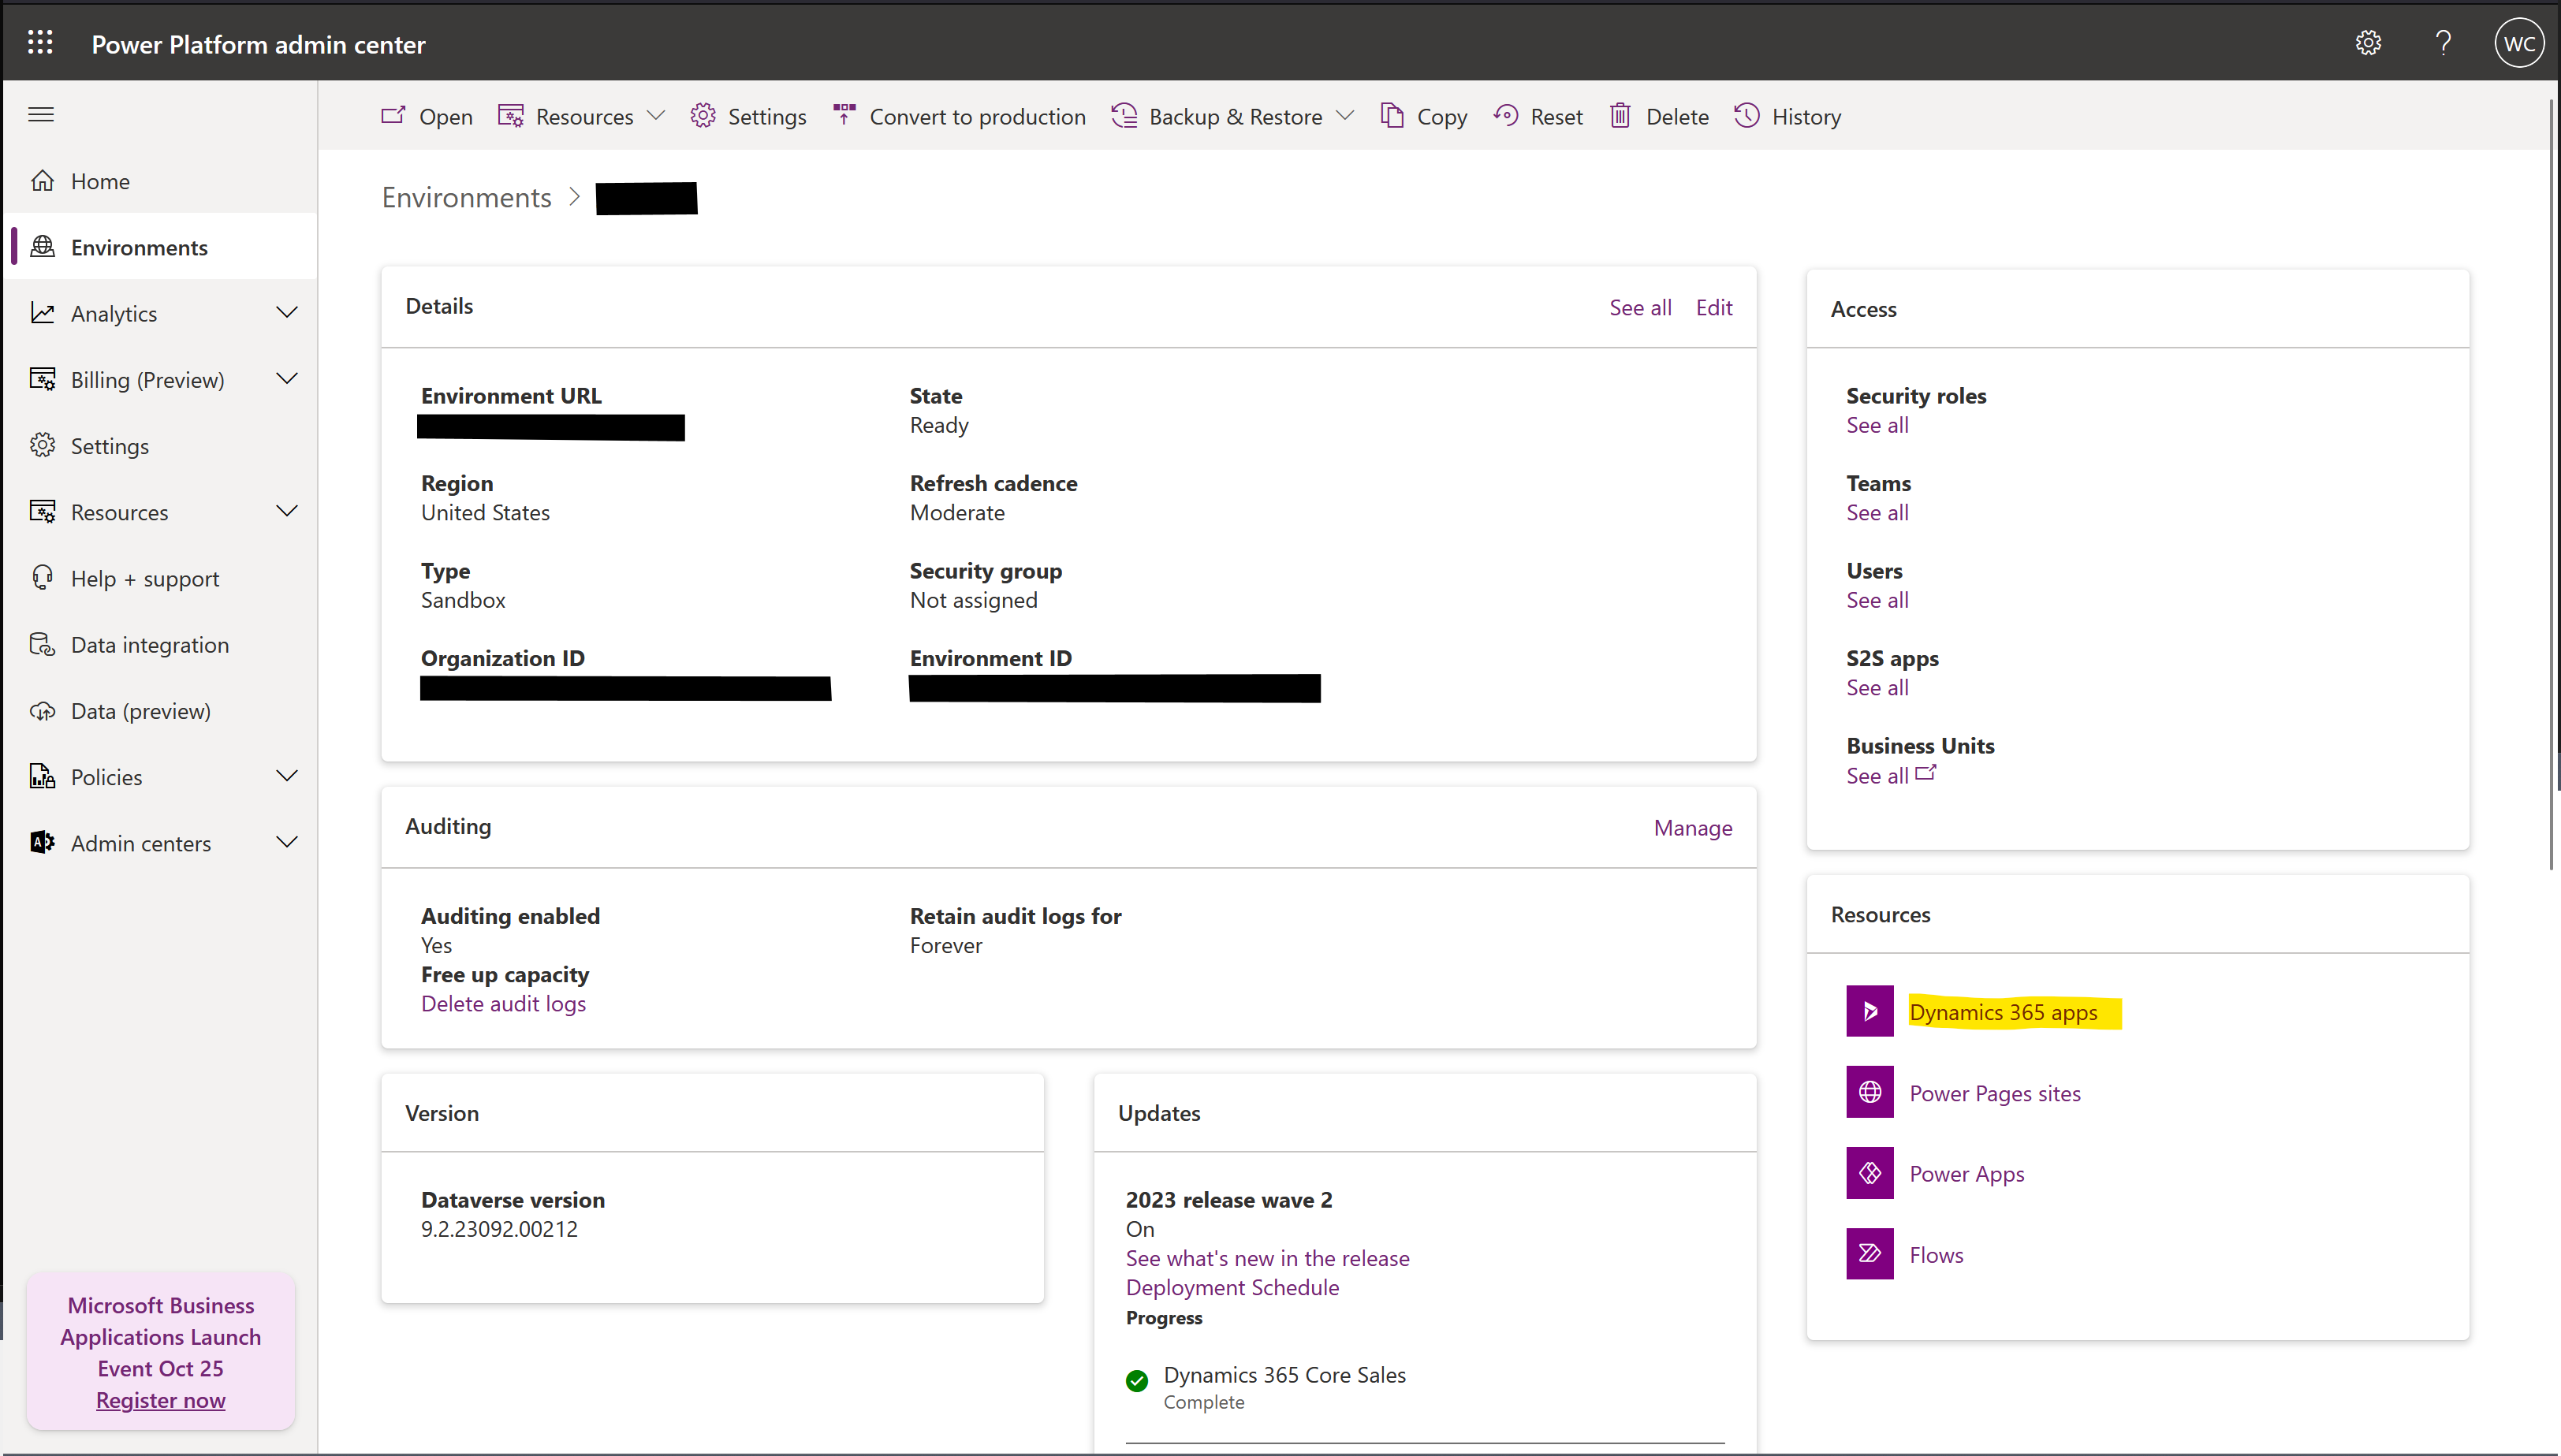 Power Platform admin center
WC
Open
Resources
Settings
Convert to production
Backup & Restore
Copy
Reset
Delete
History
Home
Environments
Analytics
Billing (Preview)
Settings
Resources
Help + support
Data integration
Data (preview)
Policies
Admin centers
Microsoft Business
Applications Launch
Event Oct 25
Register now
Environments >
Details
See all
Edit
Environment URL
State
Ready
Region
United States
Refresh cadence
Moderate
Type
Sandbox
Security group
Not assigned
Organization ID
Environment ID
Auditing
Manage
Auditing enabled
Yes
Retain audit logs for
Forever
Free up capacity
Delete audit logs
Version
Dataverse version
9.2.23092.00212
Updates
2023 release wave 2
On
See what's new in the release
Deployment Schedule
Progress
Dynamics 365 Core Sales
Complete
Access
Security roles
See all
Teams
See all
Users
See all
S2S apps
See all
Business Units
See all
Resources
Dynamics 365 apps
Power Pages sites
Power Apps
Flows